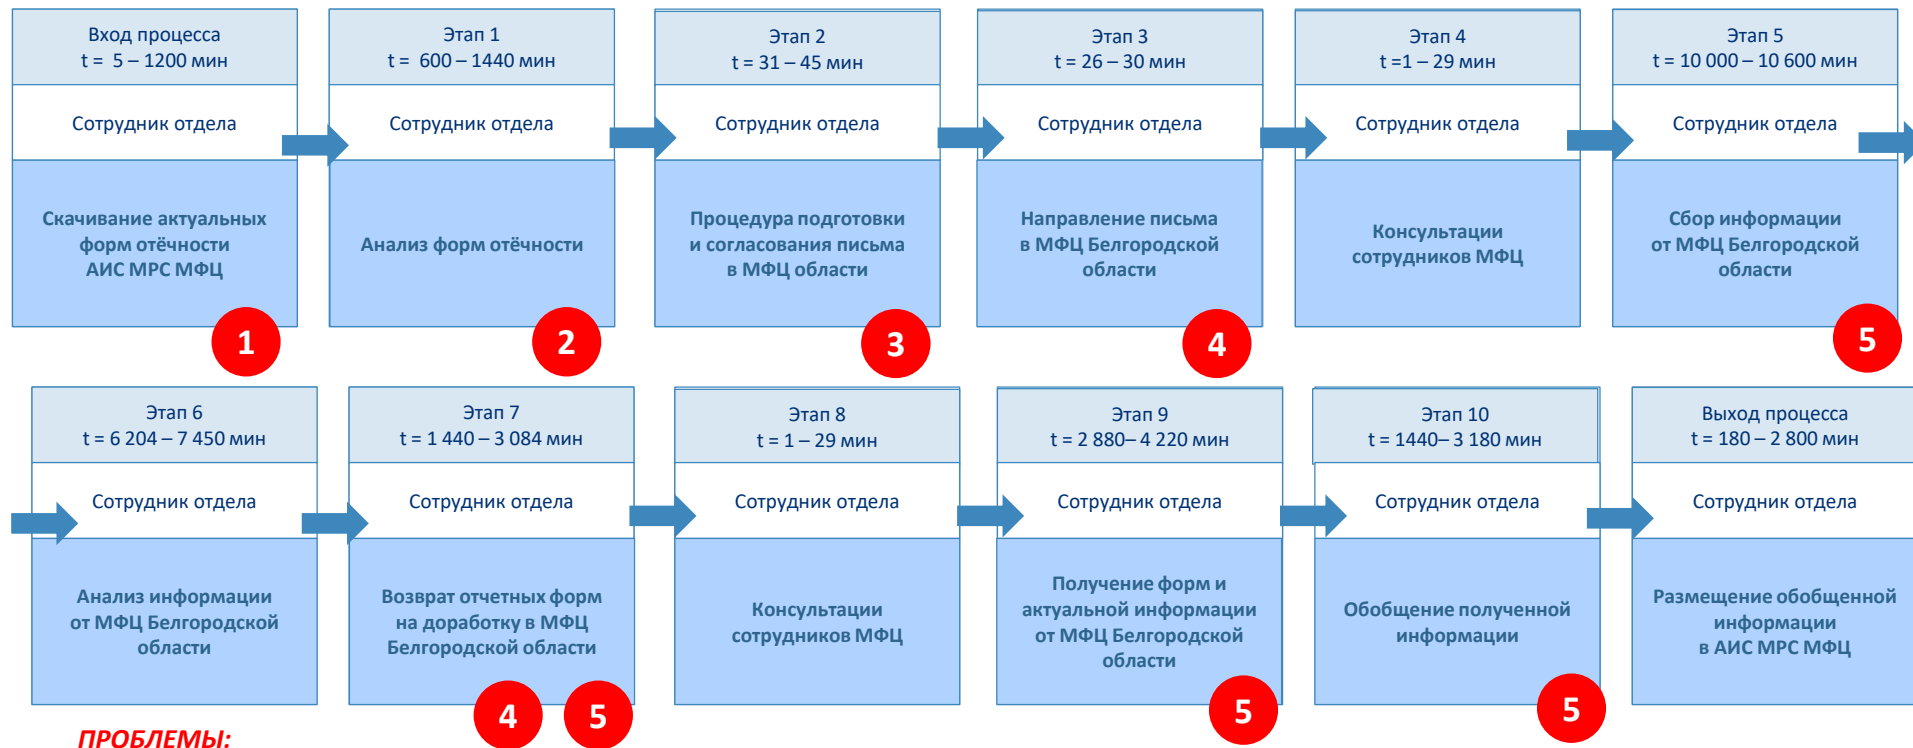 Вход процесса
t = 5 – 1200 мин
Сотрудник отдела
Скачивание актуальных
форм отёчности
АИС МРС МФЦ
1
Этап 1
t = 600 – 1440 мин
Сотрудник отдела
Анализ форм отёчности
2
Этап 2
t = 31 – 45 мин
Сотрудник отдела
Процедура подготовки
и согласования письма
в МФЦ области
3
Этап 3
t = 26 – 30 мин
Сотрудник отдела
Направление письма
в МФЦ Белгородской
области
4
Этап 4
t =1 – 29 мин
Сотрудник отдела
Консультации
сотрудников МФЦ
Этап 5
t = 10 000 – 10 600 мин
Сотрудник отдела
Сбор информации
от МФЦ Белгородской
области
5
Этап 6
t = 6 204 – 7 450 мин
Сотрудник отдела
Анализ информации
от МФЦ Белгородской
области
Этап 7
t = 1 440 – 3 084 мин
Сотрудник отдела
Возврат отчетных форм
на доработку в МФЦ
Белгородской области
4
5
Этап 8
t = 1 – 29 мин
Сотрудник отдела
Консультации
сотрудников МФЦ
Этап 9
t = 2 880– 4 220 мин
Сотрудник отдела
Получение форм и
актуальной информации
от МФЦ Белгородской
области
5
Этап 10
t = 1440– 3 180 мин
Сотрудник отдела
Обобщение полученной
информации
5
Выход процесса
t = 180 – 2 800 мин
Сотрудник отдела
Размещение обобщенной
информации
в АИС МРС МФЦ
ПРОБЛЕМЫ: